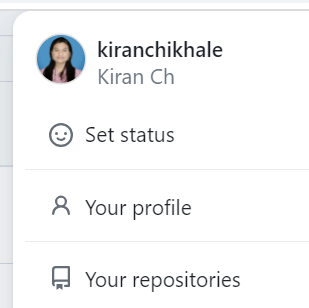 kiranchikhale
Kiran Ch
Set status
Your profile
Your repositories